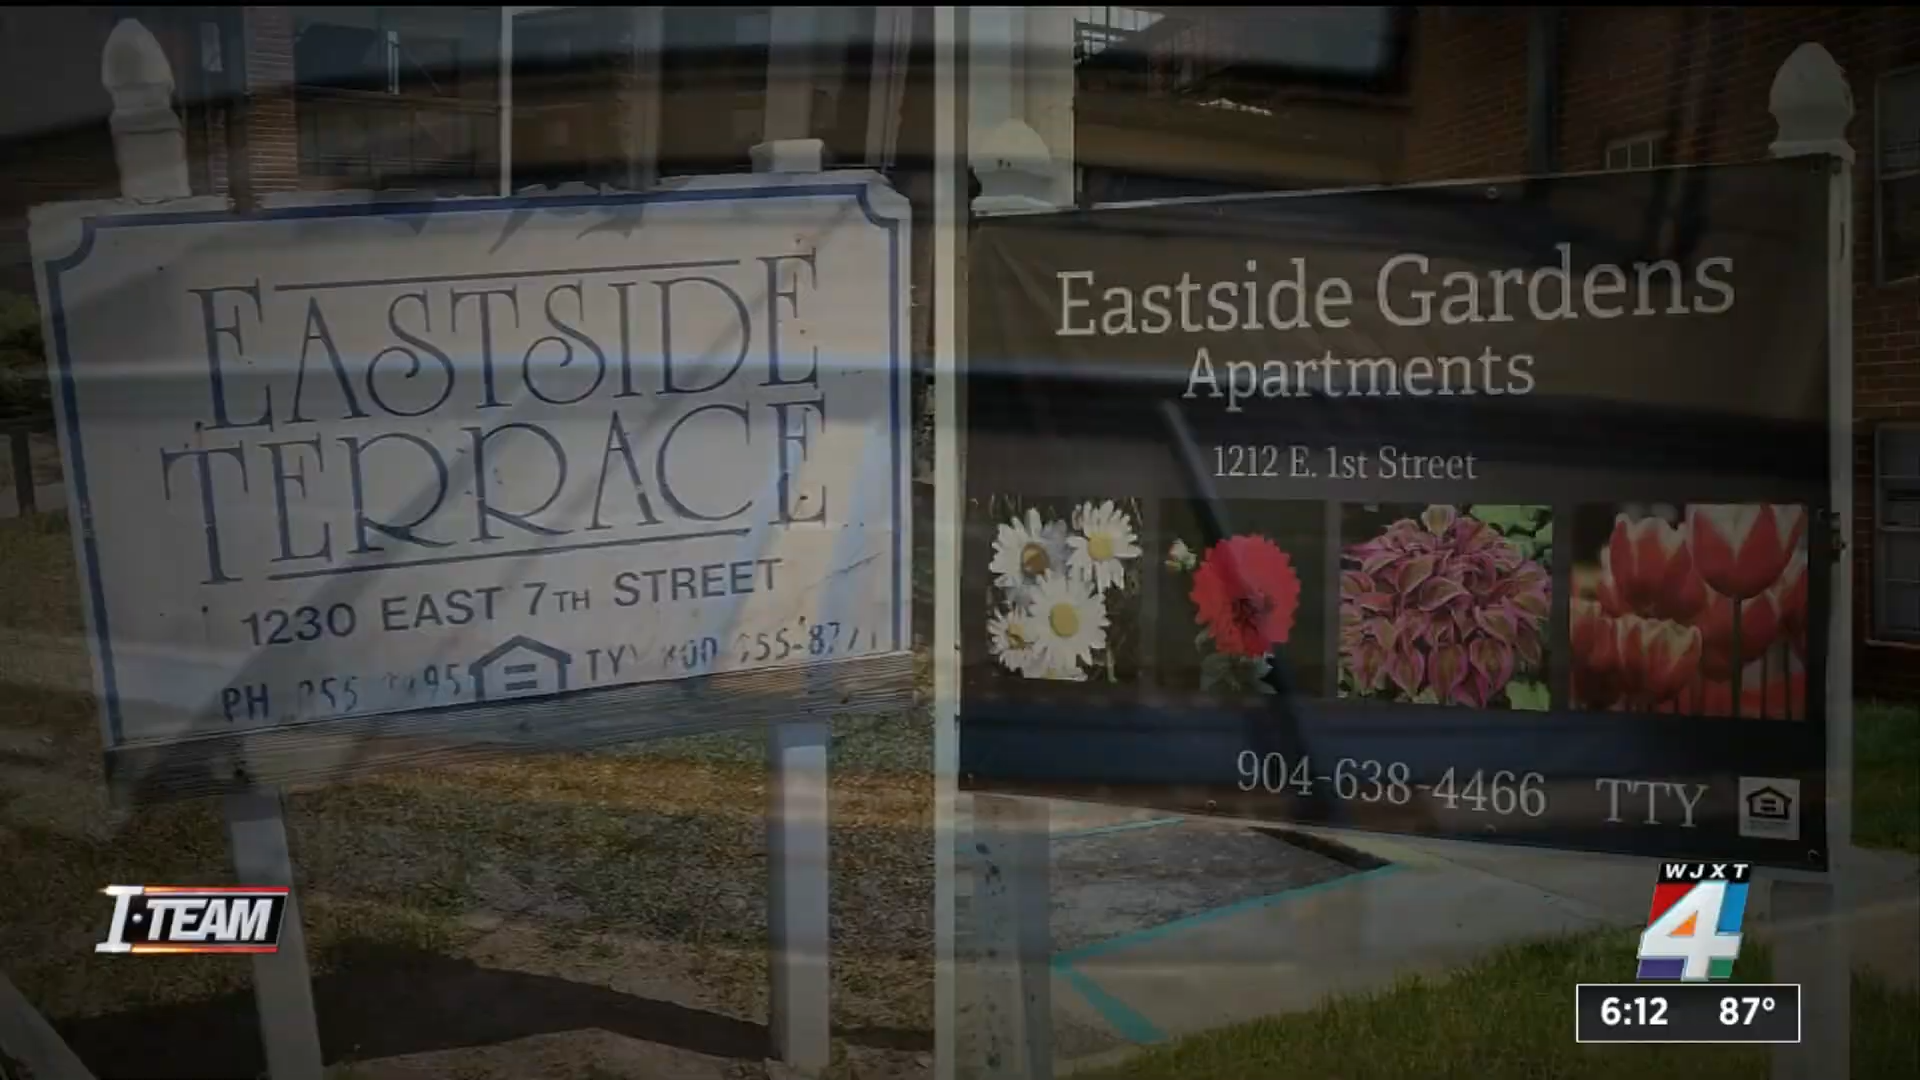 EASTSIDE
TERRACE
1230 EAST 7TH STREET
PH
Eastside Gardens
Apartments
1212 E. 1st Street
904-638-4466 TTY
I-TEAM
WJXT
4
6:12 87°